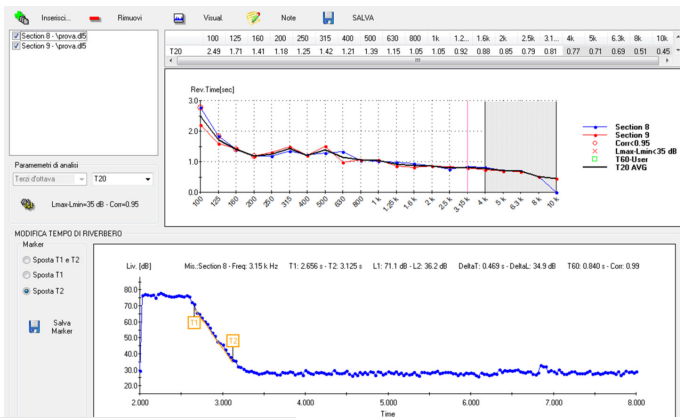 Inserisci... Rimuovi Visual. Note SALVA
Section 8 - \prova.dl5
Section 9 - \prova.dl5
100 125 160 200 250 315 400 500 630 800 1k 1.2... 1.6k 2k 2.5k 3.1... 4k 5k 6.3k 8k 10k
T20 2.49 1.71 1.41 1.18 1.25 1.42 1.21 1.39 1.15 1.05 1.05 0.92 0.88 0.85 0.79 0.81 0.77 0.71 0.69 0.51 0.45
Rev.Time[sec]
3.0
2.0
1.0
0.0
100 125 160 200 250 315 400 500 630 800 1 k 1.25 k 1.6 k 2 k 2.5 k 3.15 k 4 k 5 k 6.3 k 8 k 10 k
Section 8
Section 9
Corr<0.95
Lmax-Lmin<35 dB
T60-User
T20 AVG
Parametri di analisi
Terzi d'ottava T20
Lmax-Lmin=35 dB - Corr=0.95
MODIFICA TEMPO DI RIVERBERO
Marker
Sposta T1 e T2
Sposta T1
Sposta T2
Salva
Marker
Liv. [dB] Mis.:Section 8 - Freq: 3.15 k Hz T1: 2.656 s - T2: 3.125 s L1: 71.1 dB - L2: 36.2 dB DeltaT: 0.469 s - DeltaL: 34.9 dB T60: 0.840 s - Corr: 0.99
80.0
70.0
60.0
50.0
40.0
30.0
20.0
T1
T2
2.000 3.000 4.000 5.000 6.000 7.000 8.000
Time